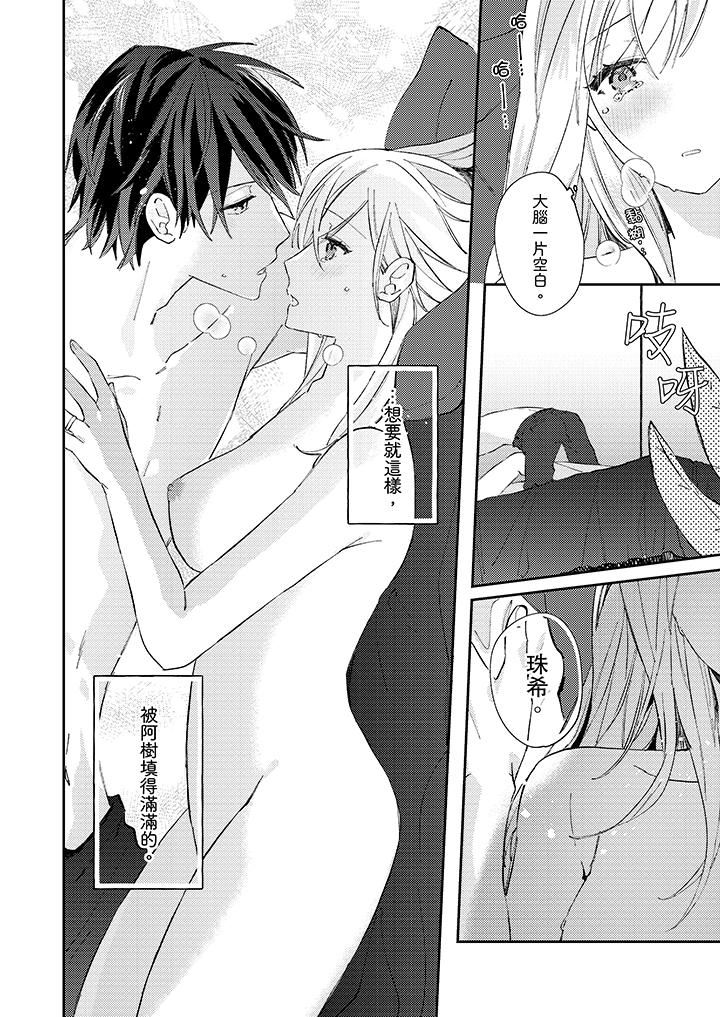 哈——
哈——
黏糊。
大腦一片空白。
吱呀
珠希。
…想要就這樣，
被阿樹填得滿滿的。